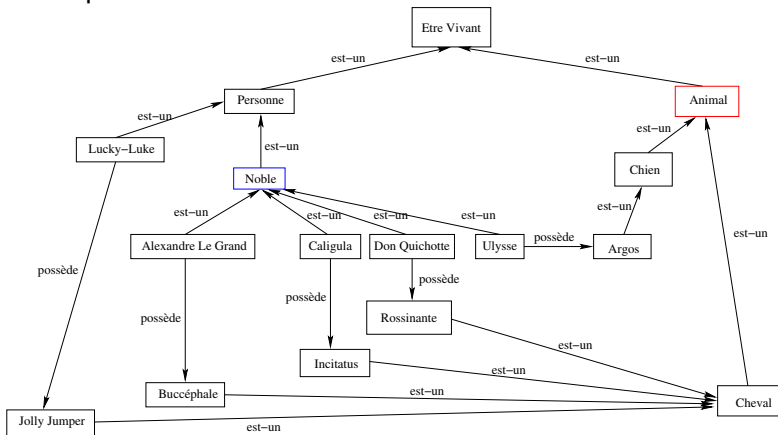 Etre Vivant
est-un
est-un
Personne
Animal
est-un
Lucky-Luke
est-un
est-un
Chien
Noble
est-un
est-un
est-un
est-un
est-un
Alexandre Le Grand
Caligula
Don Quichotte
Ulysse
possède
Argos
est-un
possède
possède
possède
possède
Rossinante
est-un
Incitatus
est-un
Buccéphale
est-un
Cheval
Jolly Jumper
est-un